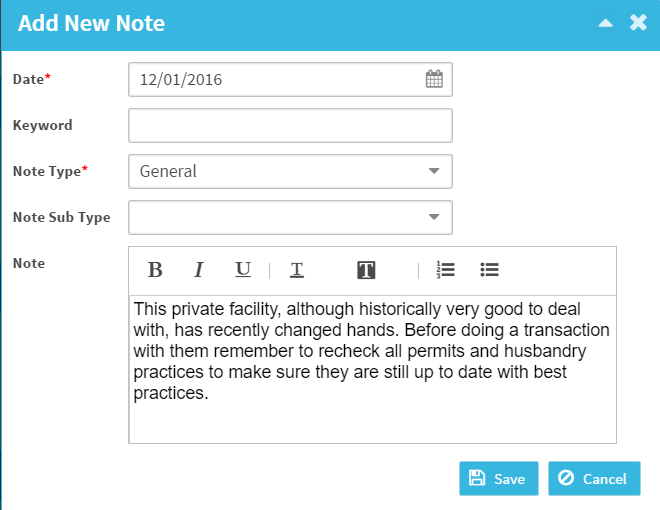 Add New Note
Date*
12/01/2016
Keyword
Note Type*
General
Note Sub Type
Note
B I U T T
This private facility, although historically very good to deal
with, has recently changed hands. Before doing a transaction
with them remember to recheck all permits and husbandry
practices to make sure they are still up to date with best
practices.
Save
Cancel